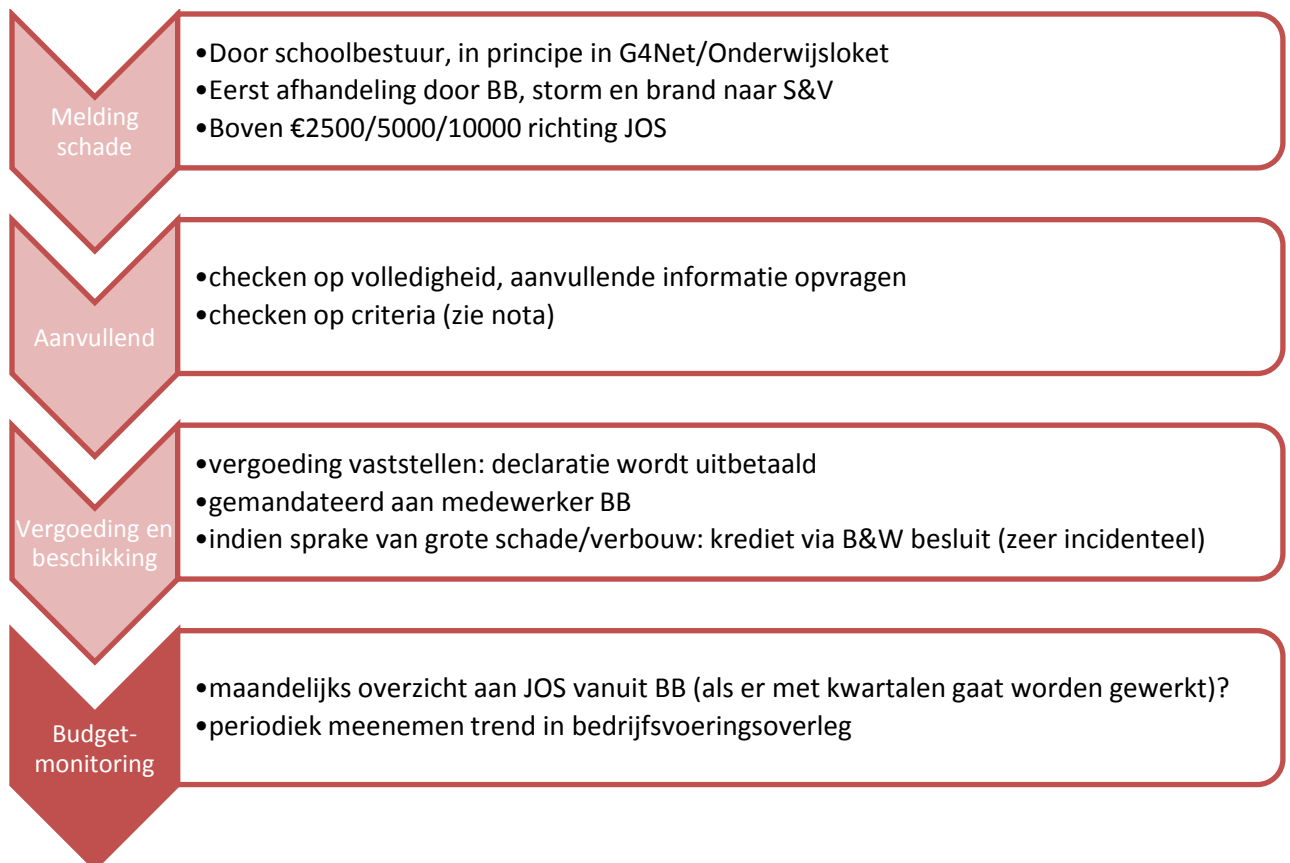 Melding
schade
•Door schoolbestuur, in principe in G4Net/Onderwijsloket
•Eerst afhandeling door BB, storm en brand naar S&V
•Boven €2500/5000/10000 richting JOS
Aanvullend
•checken op volledigheid, aanvullende informatie opvragen
•checken op criteria (zie nota)
Vergoeding en
beschikking
•vergoeding vaststellen: declaratie wordt uitbetaald
•gemandateerd aan medewerker BB
•indien sprake van grote schade/verbouw: krediet via B&W besluit (zeer incidenteel)
Budget-
monitoring
•maandelijks overzicht aan JOS vanuit BB (als er met kwartalen gaat worden gewerkt)?
•periodiek meenemen trend in bedrijfsvoeringsoverleg